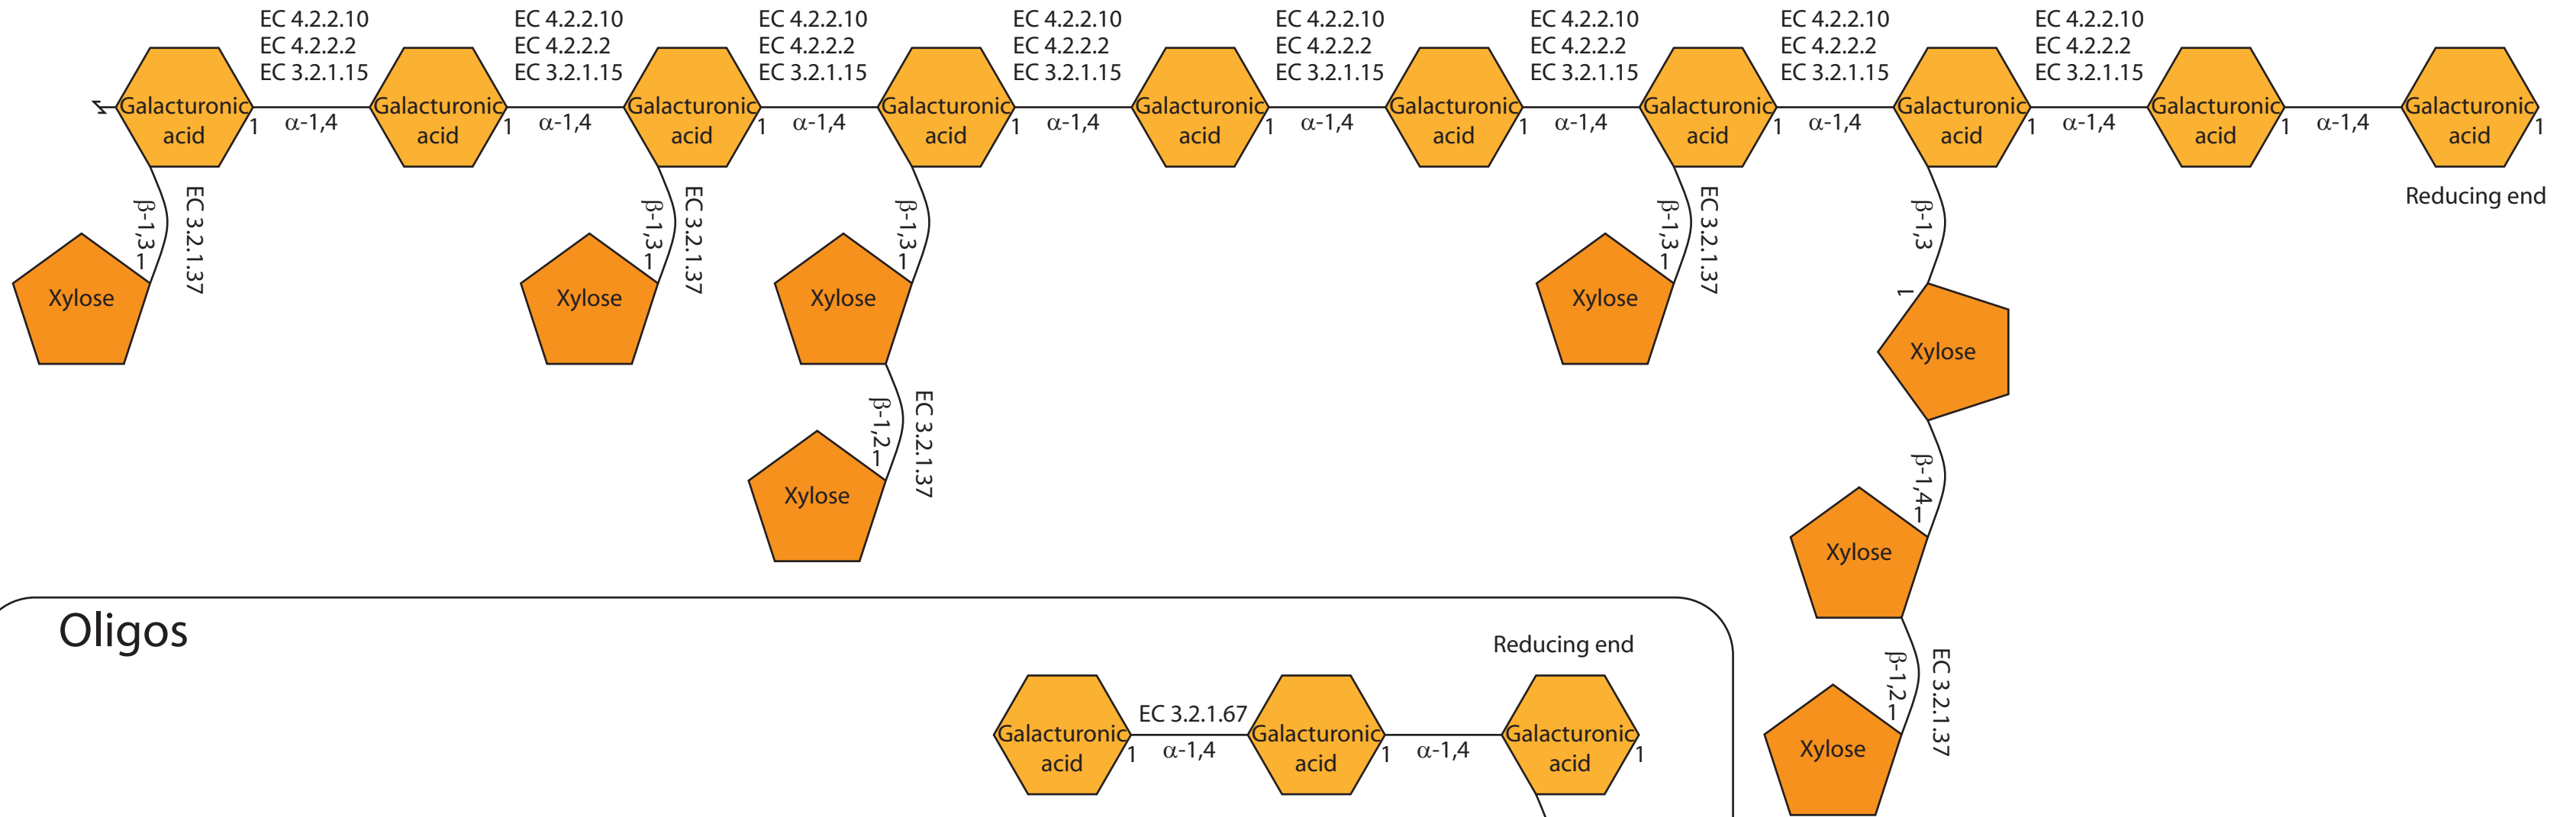 EC 4.2.2.10 EC 4.2.2.10 EC 4.2.2.10 EC 4.2.2.10 EC 4.2.2.10 EC 4.2.2.10 EC 4.2.2.10 EC 4.2.2.10
EC 4.2.2.2 EC 4.2.2.2 EC 4.2.2.2 EC 4.2.2.2 EC 4.2.2.2 EC 4.2.2.2 EC 4.2.2.2 EC 4.2.2.2
EC 3.2.1.15 EC 3.2.1.15 EC 3.2.1.15 EC 3.2.1.15 EC 3.2.1.15 EC 3.2.1.15 EC 3.2.1.15 EC 3.2.1.15
Galacturonic Galacturonic Galacturonic Galacturonic Galacturonic Galacturonic Galacturonic Galacturonic Galacturonic Galacturonic
acid 1 α-1,4 acid 1 α-1,4 acid 1 α-1,4 acid 1 α-1,4 acid 1 α-1,4 acid 1 α-1,4 acid 1 α-1,4 acid 1 α-1,4 acid 1 α-1,4 acid 1
Reducing end
β-1,3 1 EC 3.2.1.37 β-1,3 1 EC 3.2.1.37 β-1,3 1 β-1,3 1 EC 3.2.1.37 β-1,3 1
Xylose Xylose Xylose Xylose
Xylose
β-1,2 1 EC 3.2.1.37
β-1,4 1
Xylose
Xylose
Oligos
Reducing end
β-1,2 1 EC 3.2.1.37
EC 3.2.1.67
Galacturonic Galacturonic Galacturonic
acid 1 α-1,4 acid 1 α-1,4 acid 1
Xylose